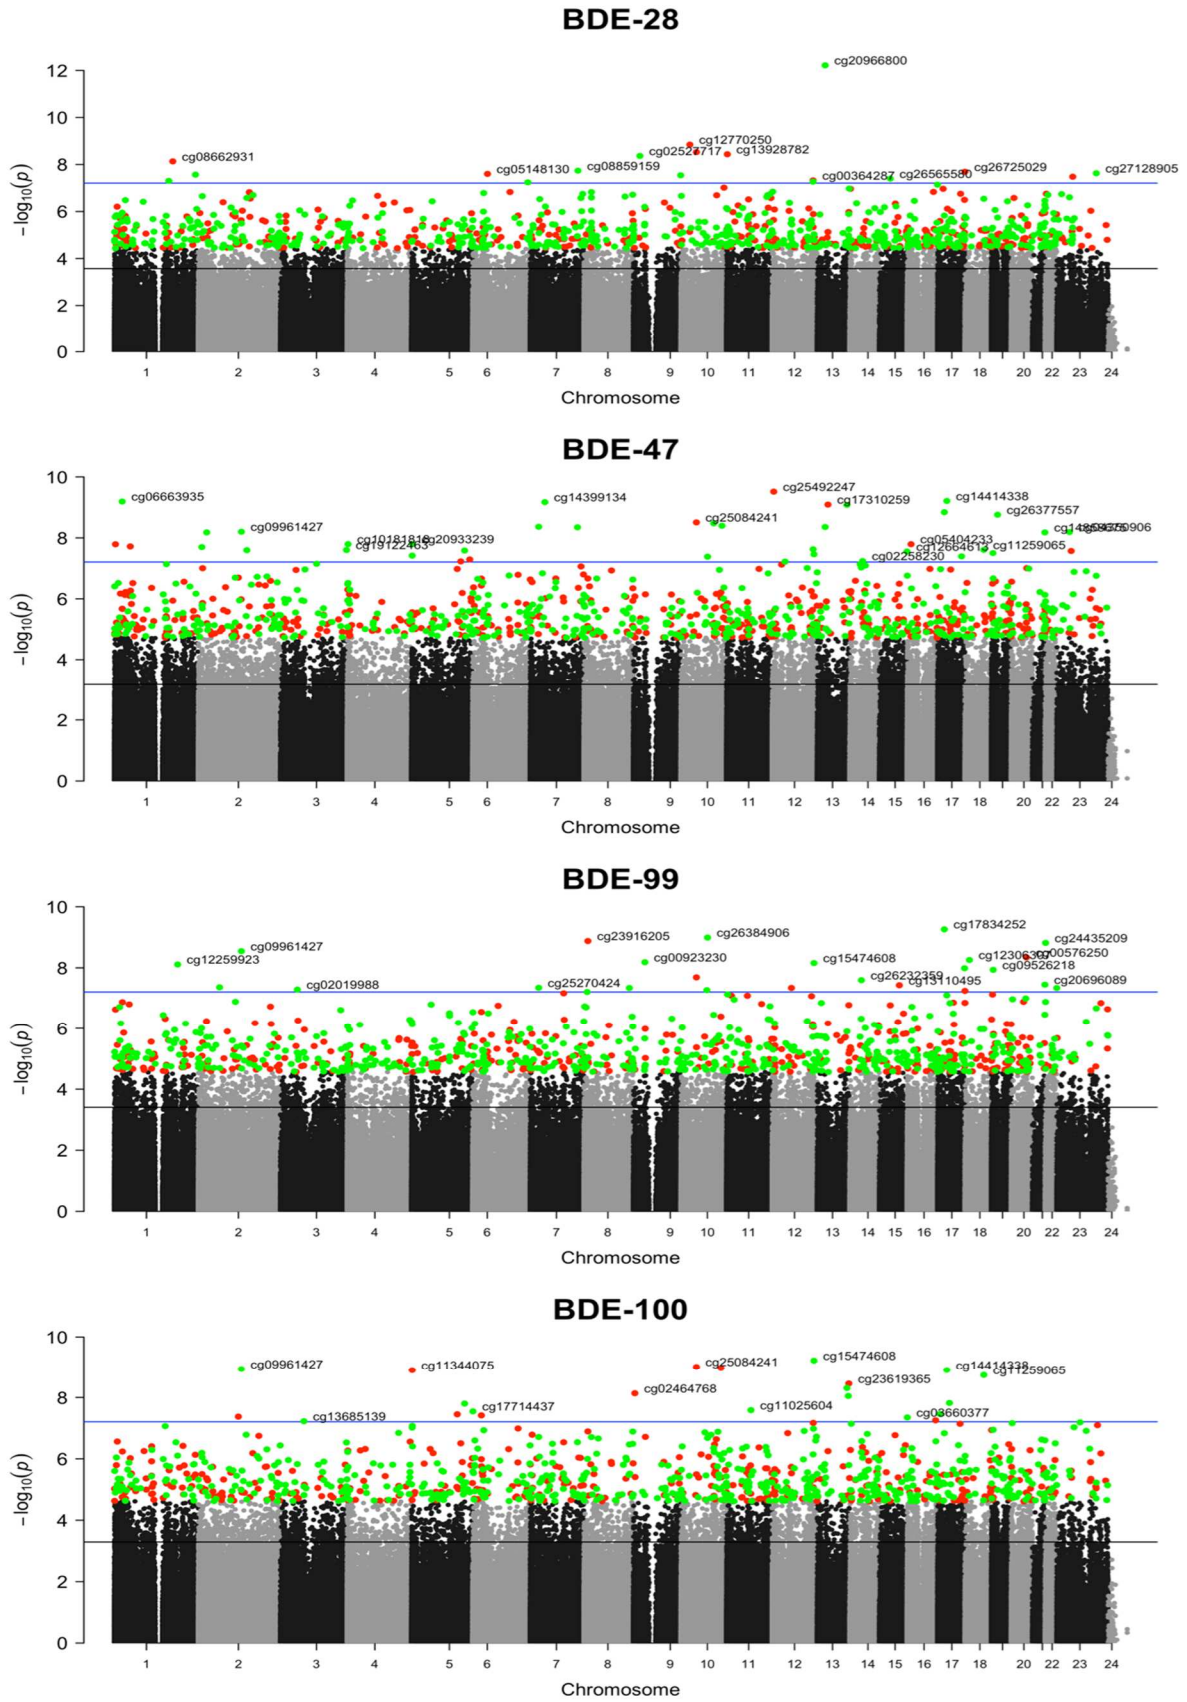 BDE-28
12
10
8
6
4
2
0
−log10(p)
cg20966800
cg12770250
cg02527717
cg13928782
cg08662931
cg05148130
cg08859159
cg00364287
cg26565580
cg26725029
cg27128905
1 2 3 4 5 6 7 8 9 10 11 12 13 14 15 16 17 18 20 22 23 24
Chromosome
BDE-47
10
8
6
4
2
0
−log10(p)
cg25492247
cg06663935
cg14399134
cg17310259
cg14414338
cg26377557
cg25084241
cg09961427
cg10181818
cg20933239
cg19122463
cg05404233
cg12664613
cg11259065
cg02258230
1 2 3 4 5 6 7 8 9 10 11 12 13 14 15 16 17 18 20 22 23 24
Chromosome
BDE-99
10
8
6
4
2
0
−log10(p)
cg17834252
cg23916205
cg26384906
cg24435209
cg09961427
cg12259923
cg00923230
cg15474608
cg00576250
cg09526218
cg02019988
cg25270424
cg26232359
cg13110495
cg20696089
1 2 3 4 5 6 7 8 9 10 11 12 13 14 15 16 17 18 20 22 23 24
Chromosome
BDE-100
10
8
6
4
2
0
−log10(p)
cg15474608
cg09961427
cg11344075
cg25084241
cg14414338
cg11259065
cg02464768
cg23619365
cg13685139
cg17714437
cg11025604
cg03660377
1 2 3 4 5 6 7 8 9 10 11 12 13 14 15 16 17 18 20 22 23 24
Chromosome